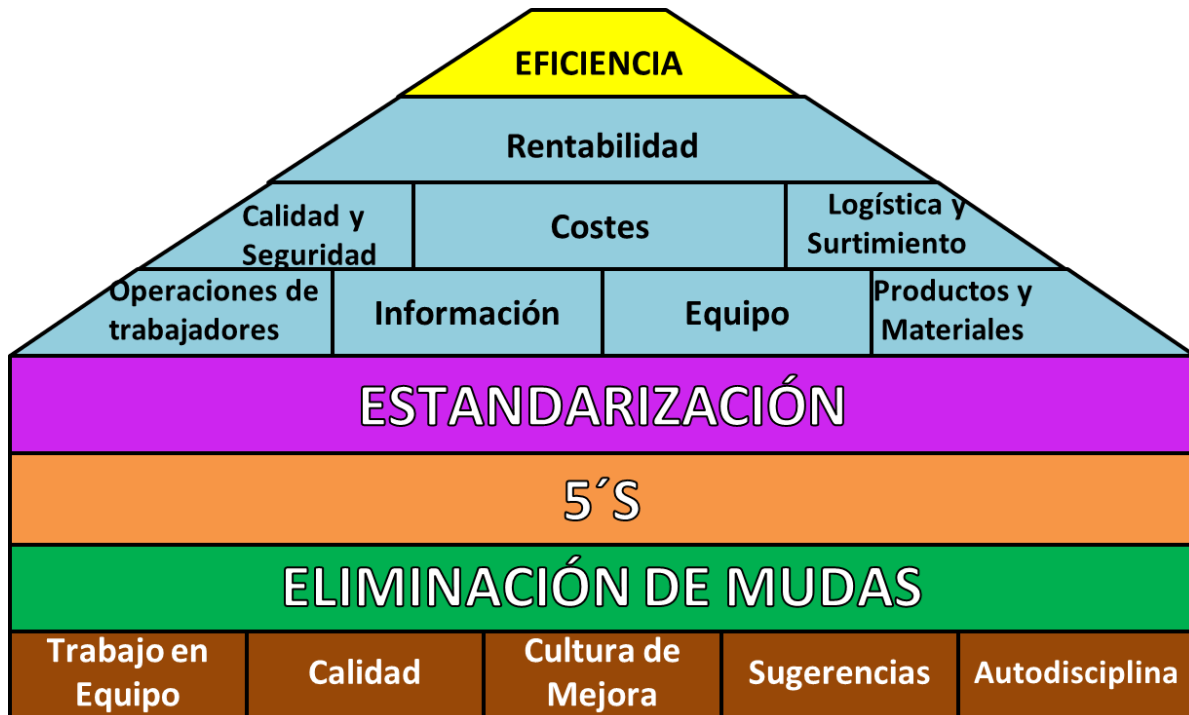 EFICIENCIA
Rentabilidad
Calidad y
Seguridad
Costes
Logística y
Surtimiento
Operaciones de
trabajadores
Información
Equipo
Productos y
Materiales
ESTANDARIZACIÓN
5´S
ELIMINACIÓN DE MUDAS
Trabajo en
Equipo
Calidad
Cultura de
Mejora
Sugerencias
Autodisciplina